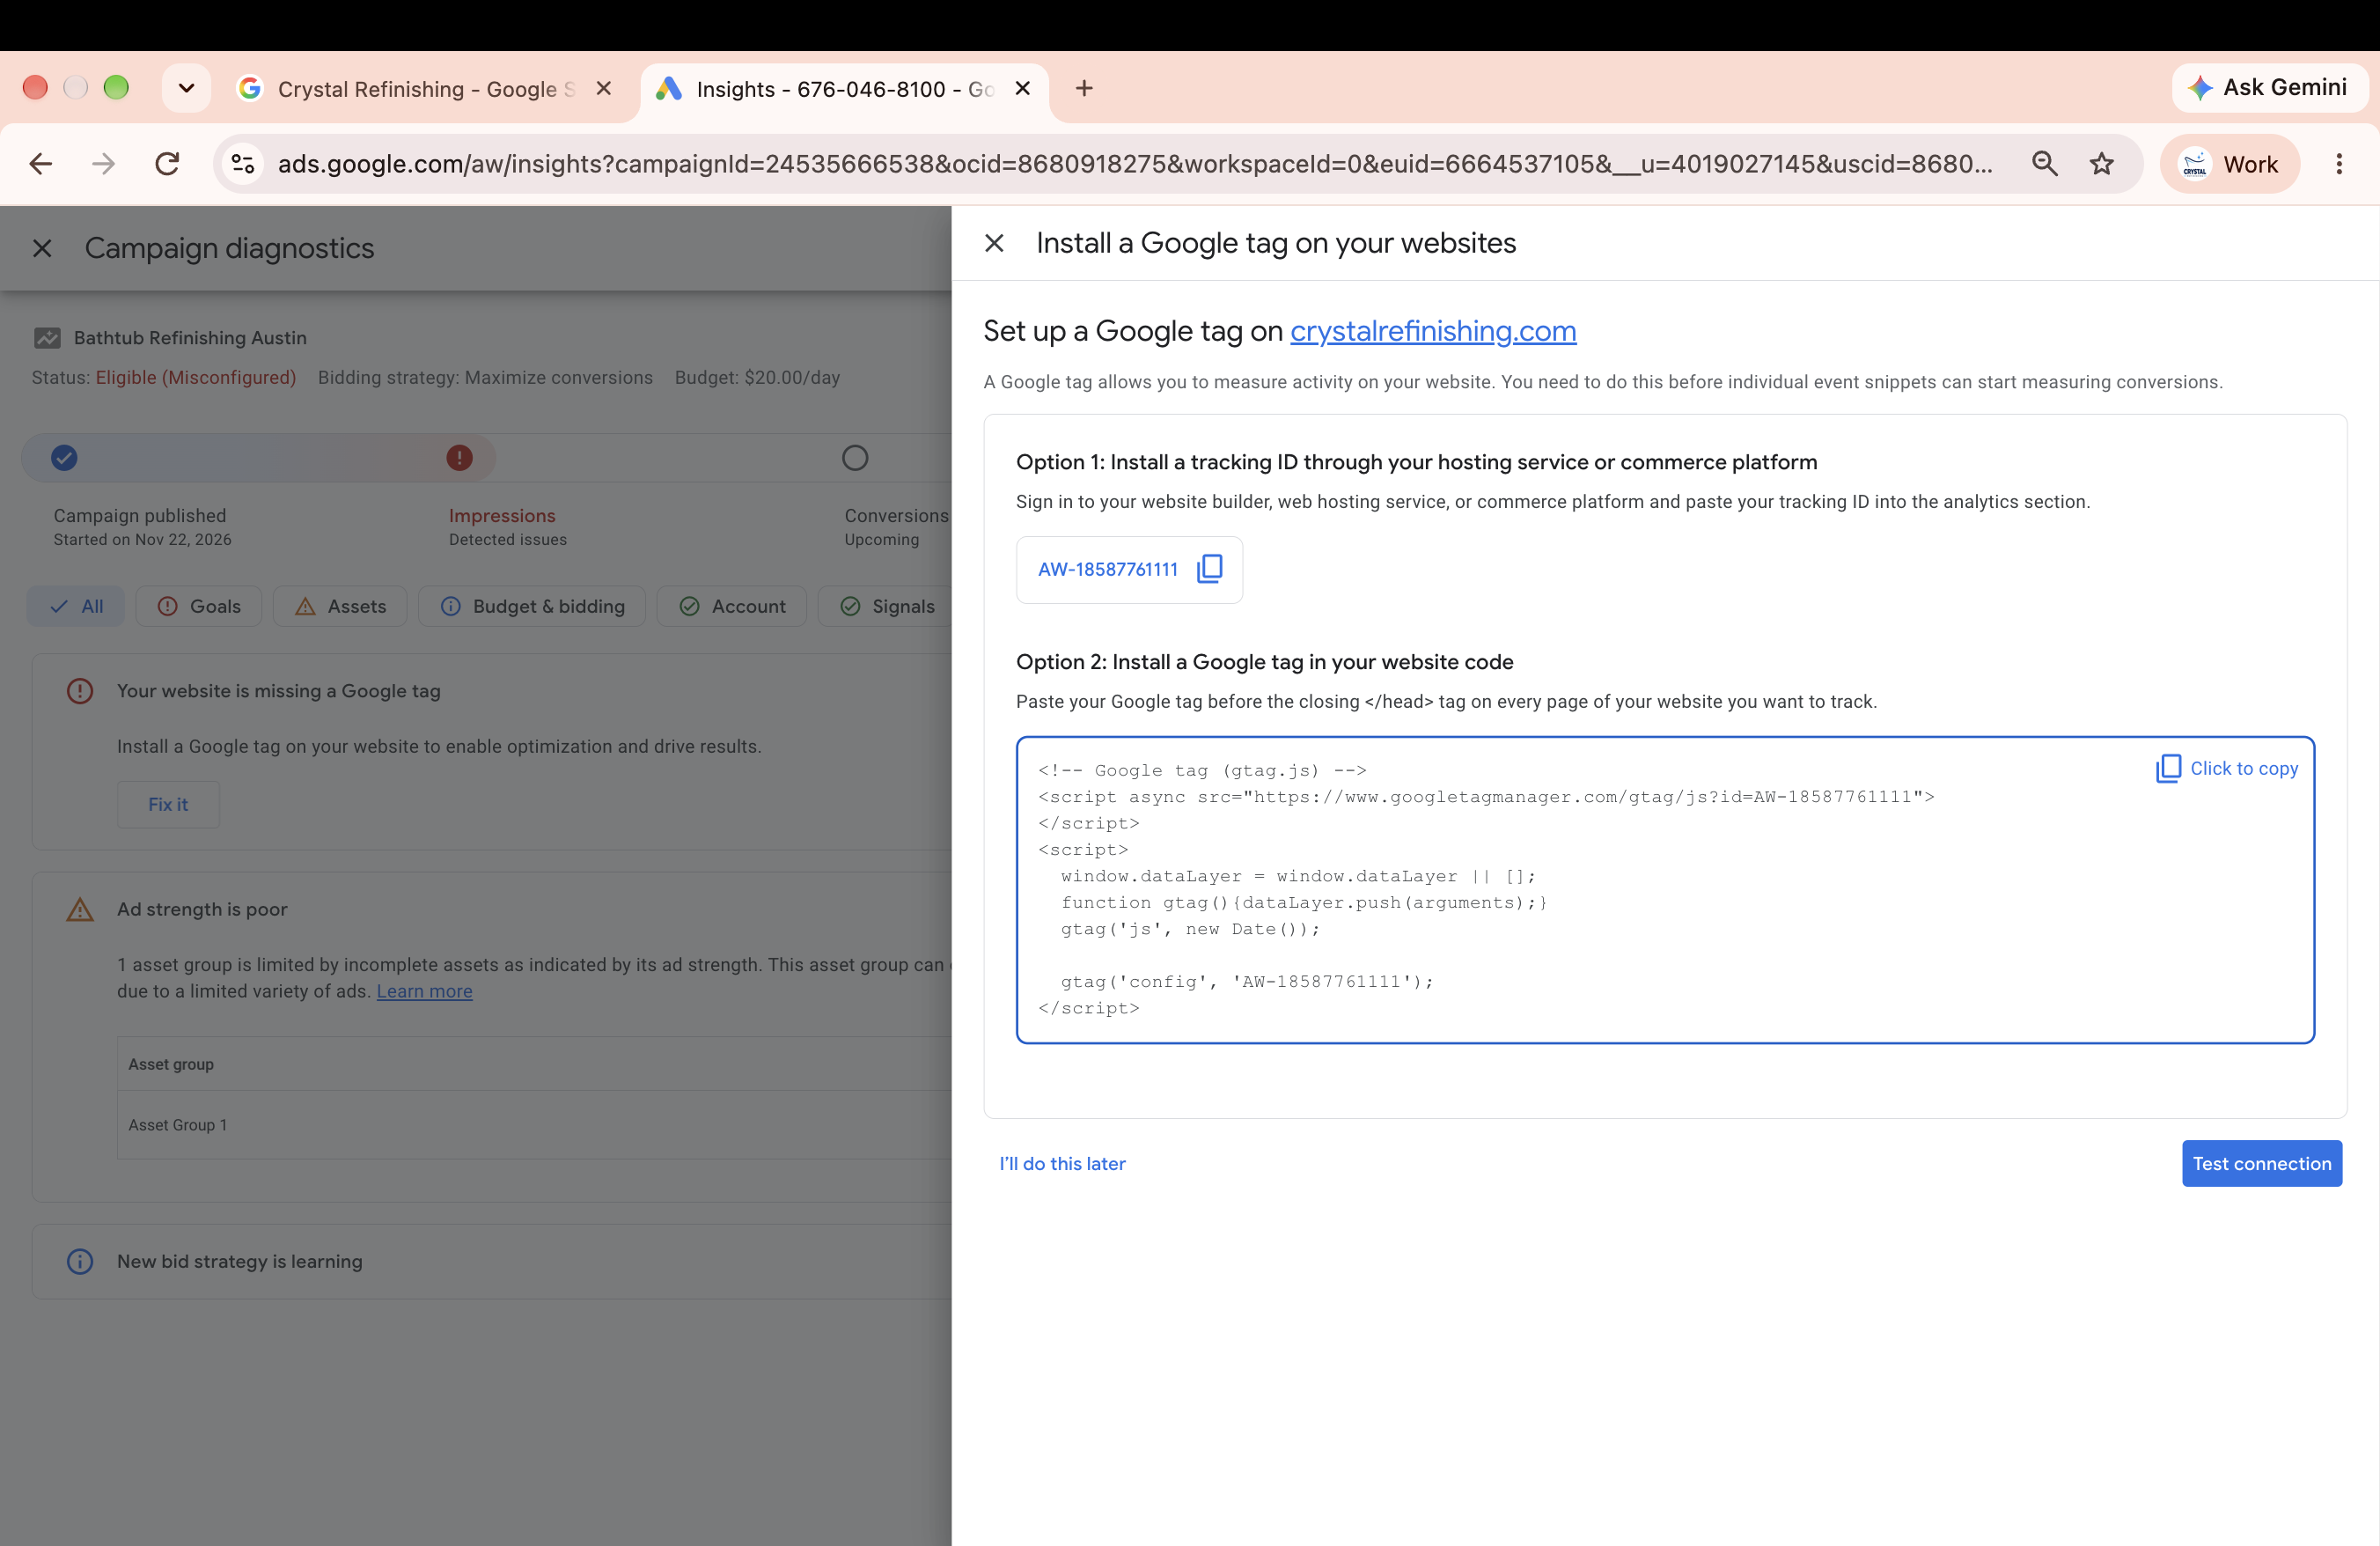 Crystal Refinishing - Google S
Insights - 676-046-8100 - Go
Ask Gemini
ads.google.com/aw/insights?campaignId=24535666538&ocid=8680918275&workspaceId=0&euid=6664537105&__u=4019027145&uscid=8680...
CRYSTAL
Work
Campaign diagnostics
Bathtub Refinishing Austin
Status: Eligible (Misconfigured) Bidding strategy: Maximize conversions Budget: $20.00/day
Campaign published
Started on Nov 22, 2026
Impressions
Detected issues
Conversions
Upcoming
All
Goals
Assets
Budget & bidding
Account
Signals
Your website is missing a Google tag
Install a Google tag on your website to enable optimization and drive results.
Fix it
Ad strength is poor
1 asset group is limited by incomplete assets as indicated by its ad strength. This asset group can
due to a limited variety of ads. Learn more
Asset group
Asset Group 1
New bid strategy is learning
Install a Google tag on your websites
Set up a Google tag on crystalrefinishing.com
A Google tag allows you to measure activity on your website. You need to do this before individual event snippets can start measuring conversions.
Option 1: Install a tracking ID through your hosting service or commerce platform
Sign in to your website builder, web hosting service, or commerce platform and paste your tracking ID into the analytics section.
AW-18587761111
Option 2: Install a Google tag in your website code
Paste your Google tag before the closing </head> tag on every page of your website you want to track.
Click to copy
<!-- Google tag (gtag.js) -->
<script async src="https://www.googletagmanager.com/gtag/js?id=AW-18587761111">
</script>
<script>
window.dataLayer = window.dataLayer || [];
function gtag(){dataLayer.push(arguments);}
gtag('js', new Date());
gtag('config', 'AW-18587761111');
</script>
I'll do this later
Test connection